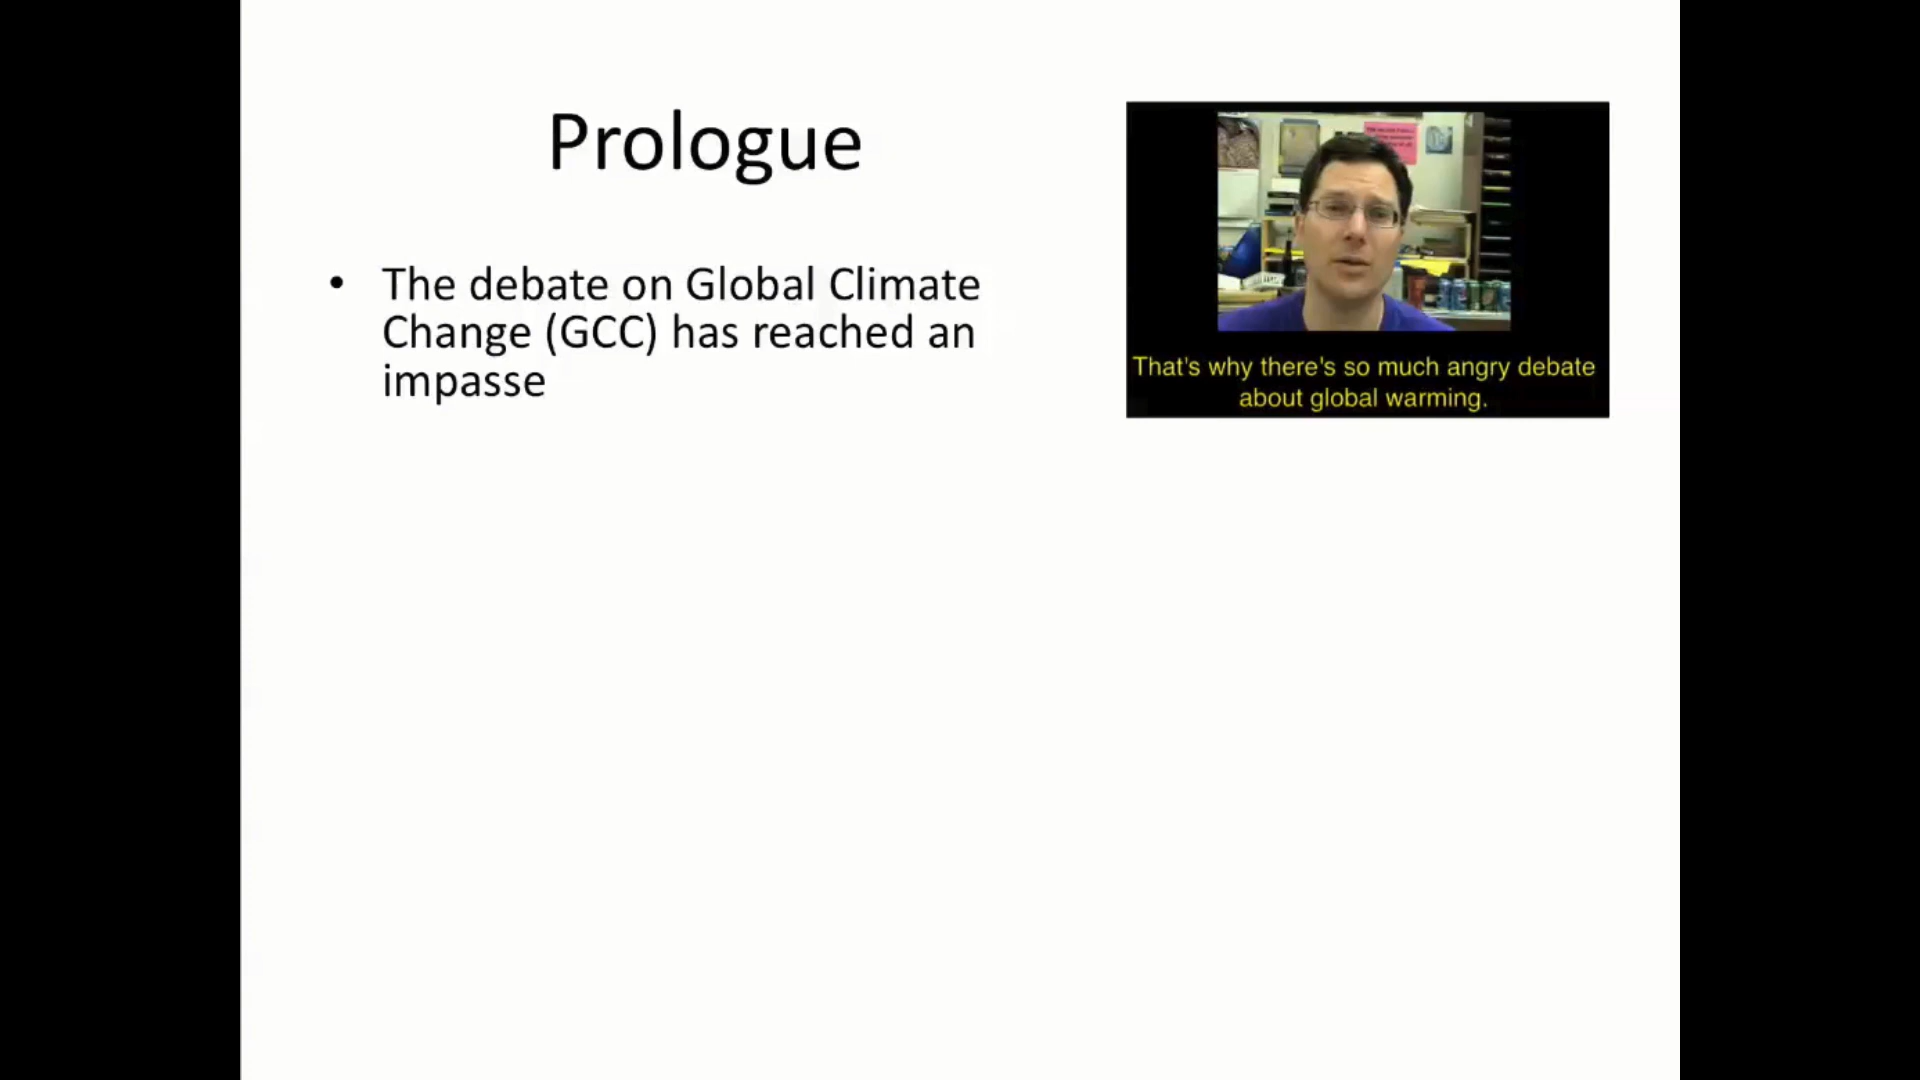 Prologue
• The debate on Global Climate
Change (GCC) has reached an
impasse
That's why there's so much angry debate
about global warming.